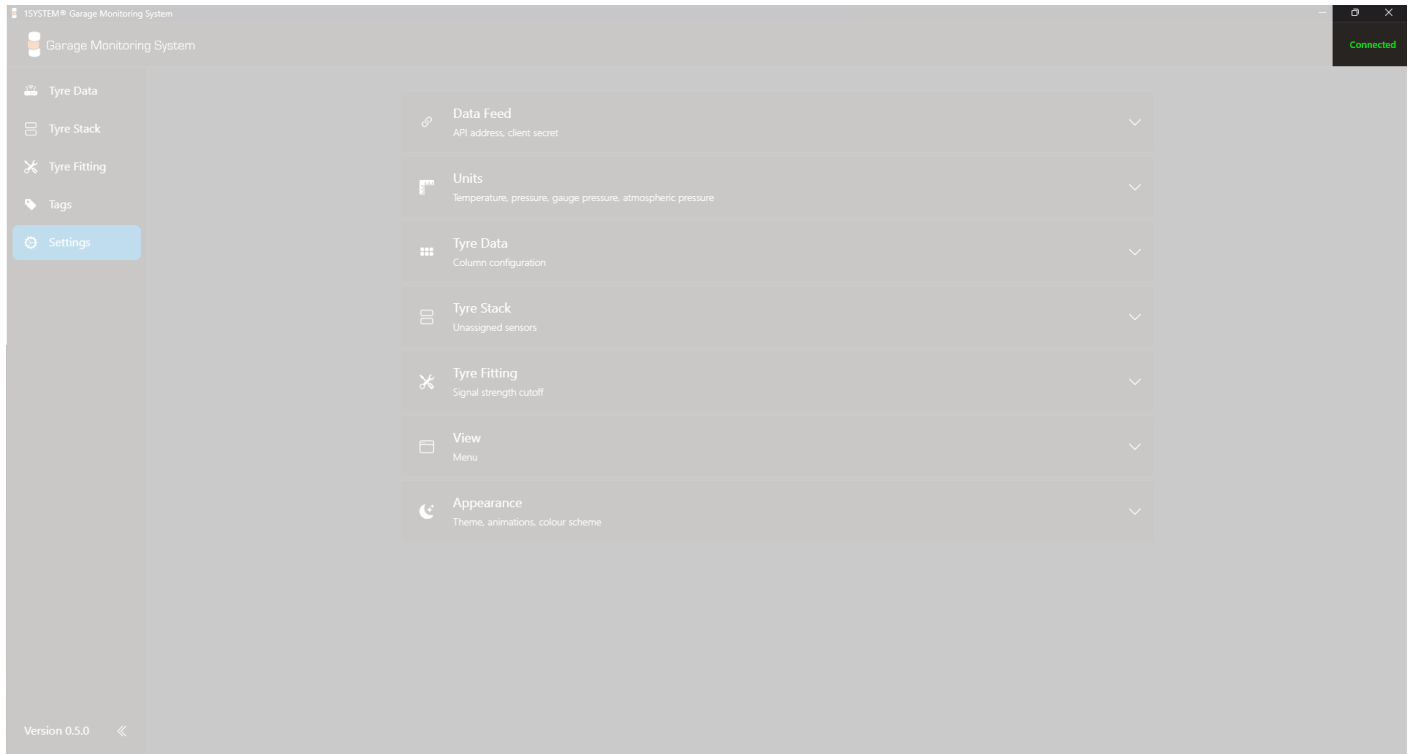 1SYSTEM® Garage Monitoring System
Garage Monitoring System
Connected
Tyre Data
Tyre Stack
Tyre Fitting
Tags
Settings
Data Feed
API address, client secret
Units
Temperature, pressure, gauge pressure, atmospheric pressure
Tyre Data
Column configuration
Tyre Stack
Unassigned sensors
Tyre Fitting
Signal strength cutoff
View
Menu
Appearance
Theme, animations, colour scheme
Version 0.5.0